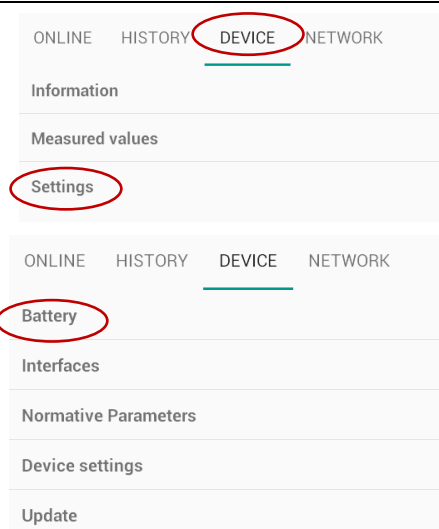 ONLINE HISTORY DEVICE NETWORK
Information
Measured values
Settings
ONLINE HISTORY DEVICE NETWORK
Battery
Interfaces
Normative Parameters
Device settings
Update